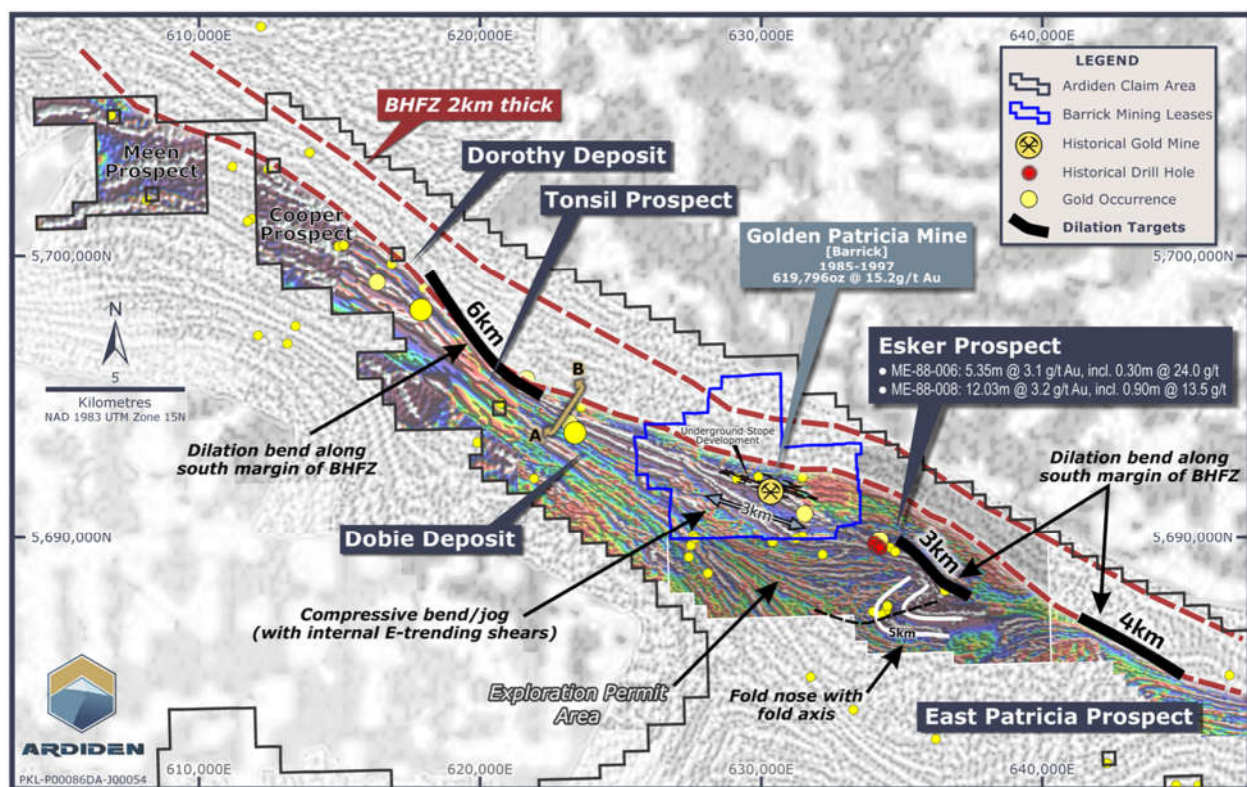 610,000E
620,000E
630,000E
640,000E
LEGEND
Ardiden Claim Area
Barrick Mining Leases
Historical Gold Mine
Historical Drill Hole
Gold Occurrence
Dilation Targets
BHFZ 2km thick
Meen
Prospect
Dorothy Deposit
Tonsil Prospect
Cooper
Prospect
Golden Patricia Mine
[Barrick]
1985-1997
619,796oz @ 15.2g/t Au
5,700,000N
5,700,000N
N
5
Kilometres
NAD 1983 UTM Zone 15N
6km
B
A
Esker Prospect
● ME-88-006: 5.35m @ 3.1 g/t Au, incl. 0.30m @ 24.0 g/t
● ME-88-008: 12.03m @ 3.2 g/t Au, incl. 0.90m @ 13.5 g/t
Underground Stope
Development
Dilation bend along
south margin of BHFZ
Dilation bend along
south margin of BHFZ
3km
Dobie Deposit
5,690,000N
5,690,000N
3km
Compressive bend/jog
(with internal E-trending shears)
5km
4km
Exploration Permit
Area
Fold nose with
fold axis
East Patricia Prospect
ARDIDEN
PKL-P00086DA-J00054
610,000E
620,000E
630,000E
640,000E